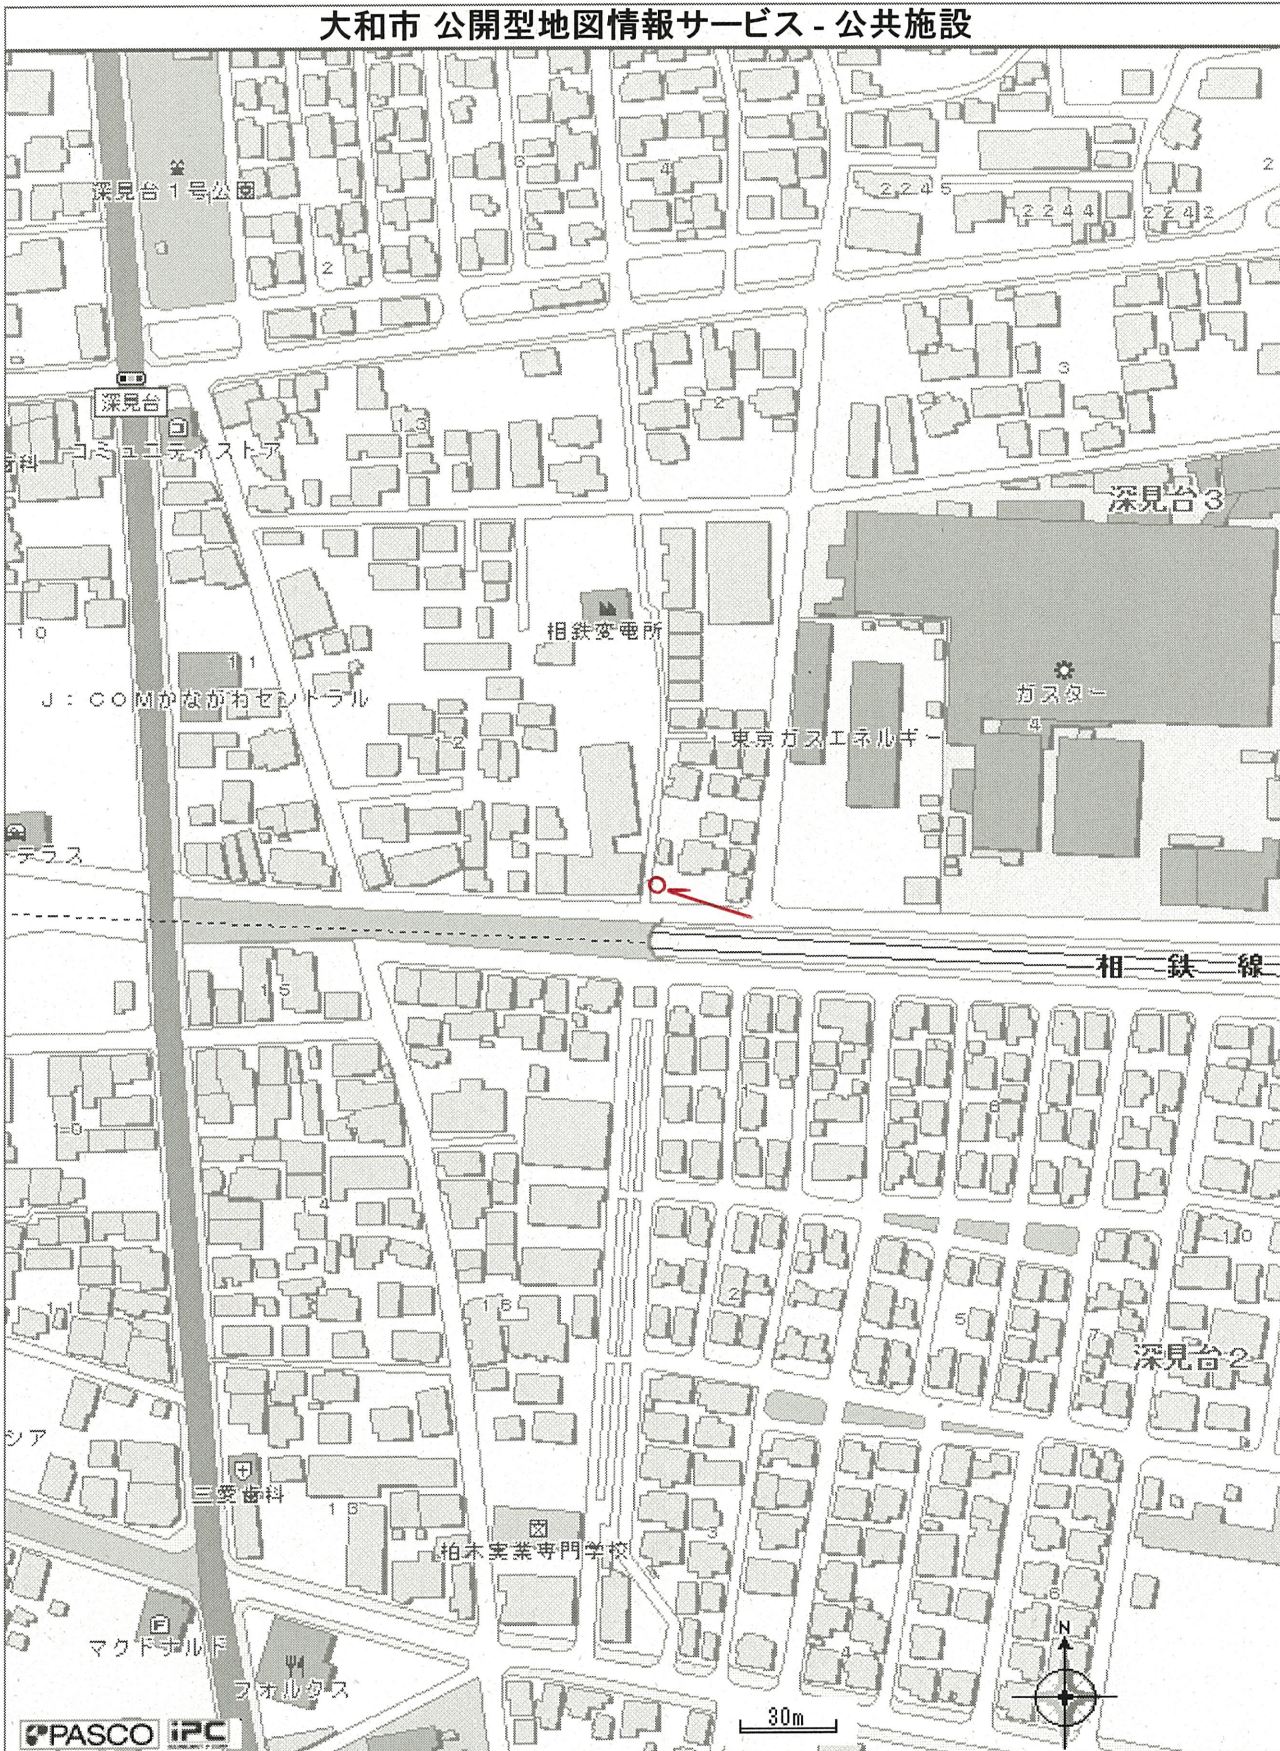 大和市 公開型地図情報サービス - 公共施設
深見台1号公園
3
4
2
2245
2244
2242
2
深見台
コミュニティストア
歯科
13
2
3
深見台3
10
相鉄変電所
11
J:COMかながわセントラル
12
1
東京ガスエネルギー
ガスター
4
テラス
相鉄線
15
1
6
10
14
11
16
2
5
10
深見台2
シア
三愛歯科
13
柏木実業専門学校
3
マクドナルド
フォルクス
4
6
N
30m
PASCO
iPC